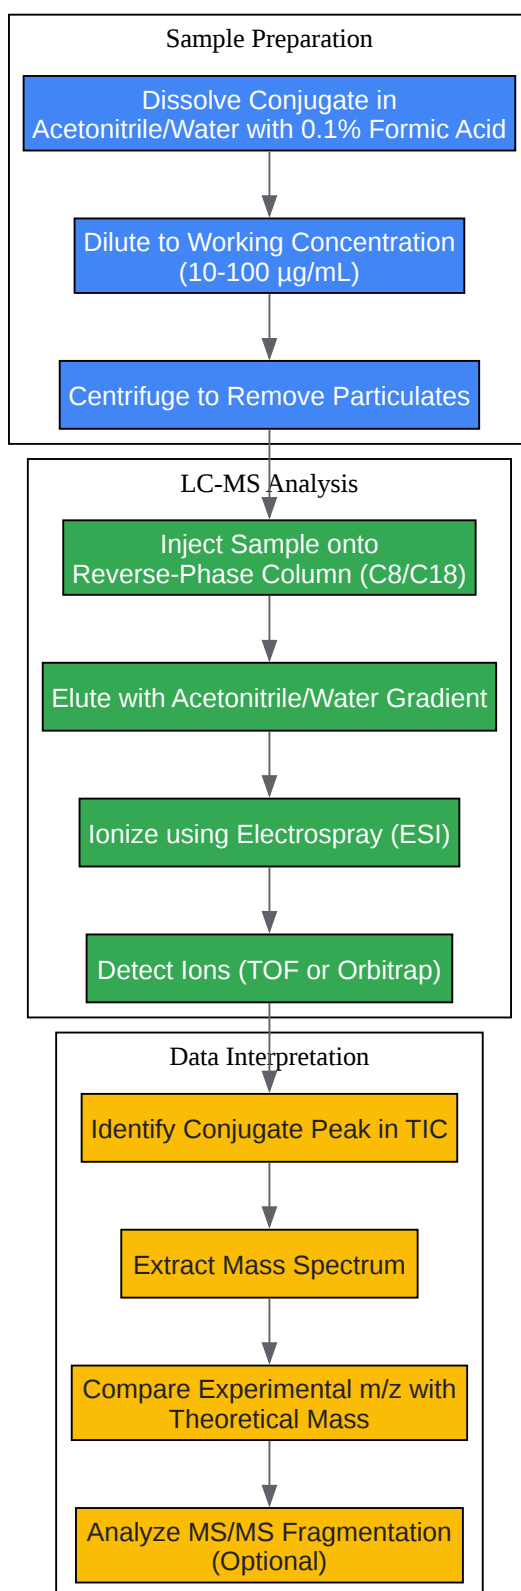 Sample Preparation
Dissolve Conjugate in
Acetonitrile/Water with 0.1% Formic Acid
Dilute to Working Concentration
(10-100 µg/mL)
Centrifuge to Remove Particulates
LC-MS Analysis
Inject Sample onto
Reverse-Phase Column (C8/C18)
Elute with Acetonitrile/Water Gradient
Ionize using Electrospray (ESI)
Detect Ions (TOF or Orbitrap)
Data Interpretation
Identify Conjugate Peak in TIC
Extract Mass Spectrum
Compare Experimental m/z with
Theoretical Mass
Analyze MS/MS Fragmentation
(Optional)